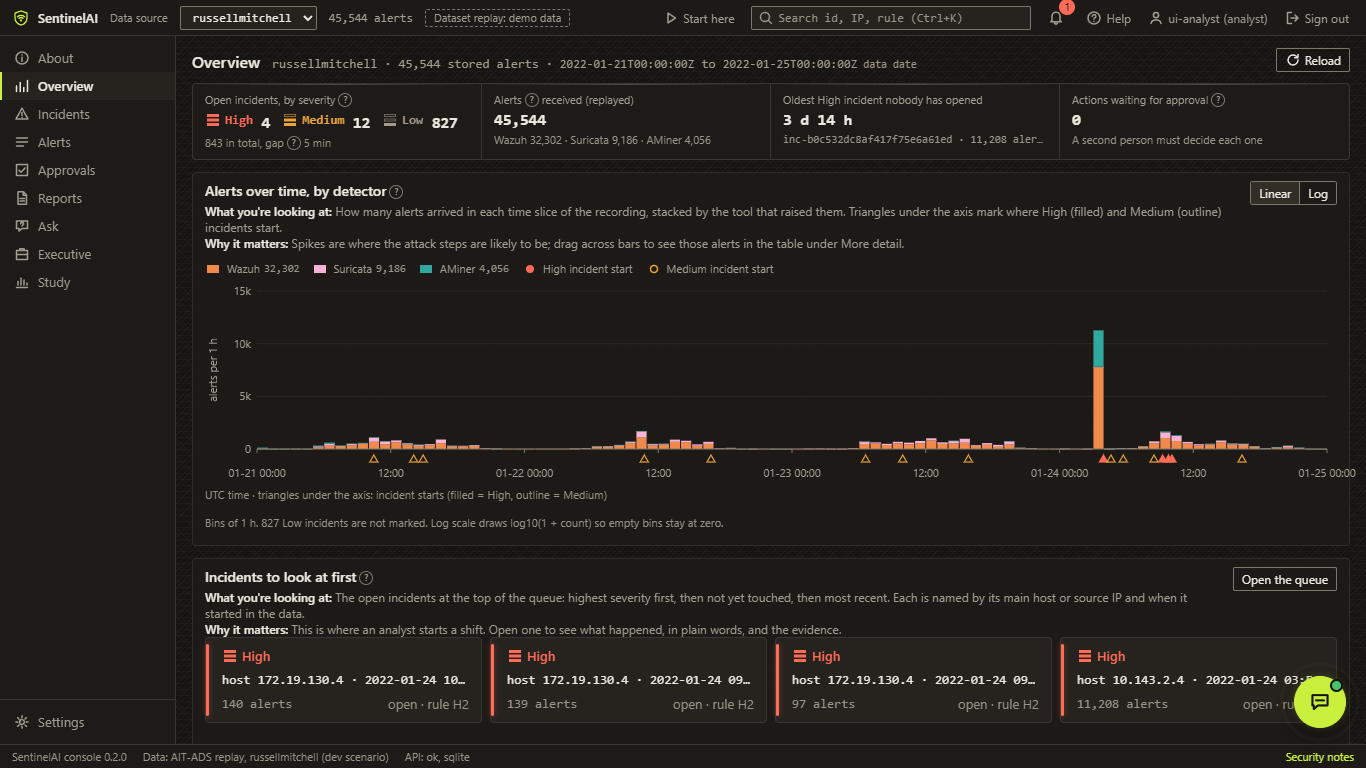 SentinelAI Data source russellmitchell 45,544 alerts Dataset replay: demo data Start here Search id, IP, rule (Ctrl+K) 1 Help ui-analyst (analyst) Sign out
About
Overview
Incidents
Alerts
Approvals
Reports
Ask
Executive
Study
Settings
Overview russellmitchell · 45,544 stored alerts · 2022-01-21T00:00:00Z to 2022-01-25T00:00:00Z data date Reload
Open incidents, by severity ?
High 4 Medium 12 Low 827
843 in total, gap ? 5 min
Alerts ? received (replayed)
45,544
Wazuh 32,302 · Suricata 9,186 · AMiner 4,056
Oldest High incident nobody has opened
3 d 14 h
inc-b0c532dc8af417f75e6a61ed · 11,208 aler…
Actions waiting for approval ?
0
A second person must decide each one
Alerts over time, by detector ? Linear Log
What you're looking at: How many alerts arrived in each time slice of the recording, stacked by the tool that raised them. Triangles under the axis mark where High (filled) and Medium (outline)
incidents start.
Why it matters: Spikes are where the attack steps are likely to be; drag across bars to see those alerts in the table under More detail.
Wazuh 32,302 Suricata 9,186 AMiner 4,056 High incident start Medium incident start
alerts per 1 h
15k
10k
5k
0
01-21 00:00 12:00 01-22 00:00 12:00 01-23 00:00 12:00 01-24 00:00 12:00 01-25 00:00
UTC time · triangles under the axis: incident starts (filled = High, outline = Medium)
Bins of 1 h. 827 Low incidents are not marked. Log scale draws log10(1 + count) so empty bins stay at zero.
Incidents to look at first ? Open the queue
What you're looking at: The open incidents at the top of the queue: highest severity first, then not yet touched, then most recent. Each is named by its main host or source IP and when it
started in the data.
Why it matters: This is where an analyst starts a shift. Open one to see what happened, in plain words, and the evidence.
High
host 172.19.130.4 · 2022-01-24 10…
140 alerts open · rule H2
High
host 172.19.130.4 · 2022-01-24 09…
139 alerts open · rule H2
High
host 172.19.130.4 · 2022-01-24 09…
97 alerts open · rule H2
High
host 10.143.2.4 · 2022-01-24 03:
11,208 alerts open ·
SentinelAI console 0.2.0 Data: AIT-ADS replay, russellmitchell (dev scenario) API: ok, sqlite Security notes